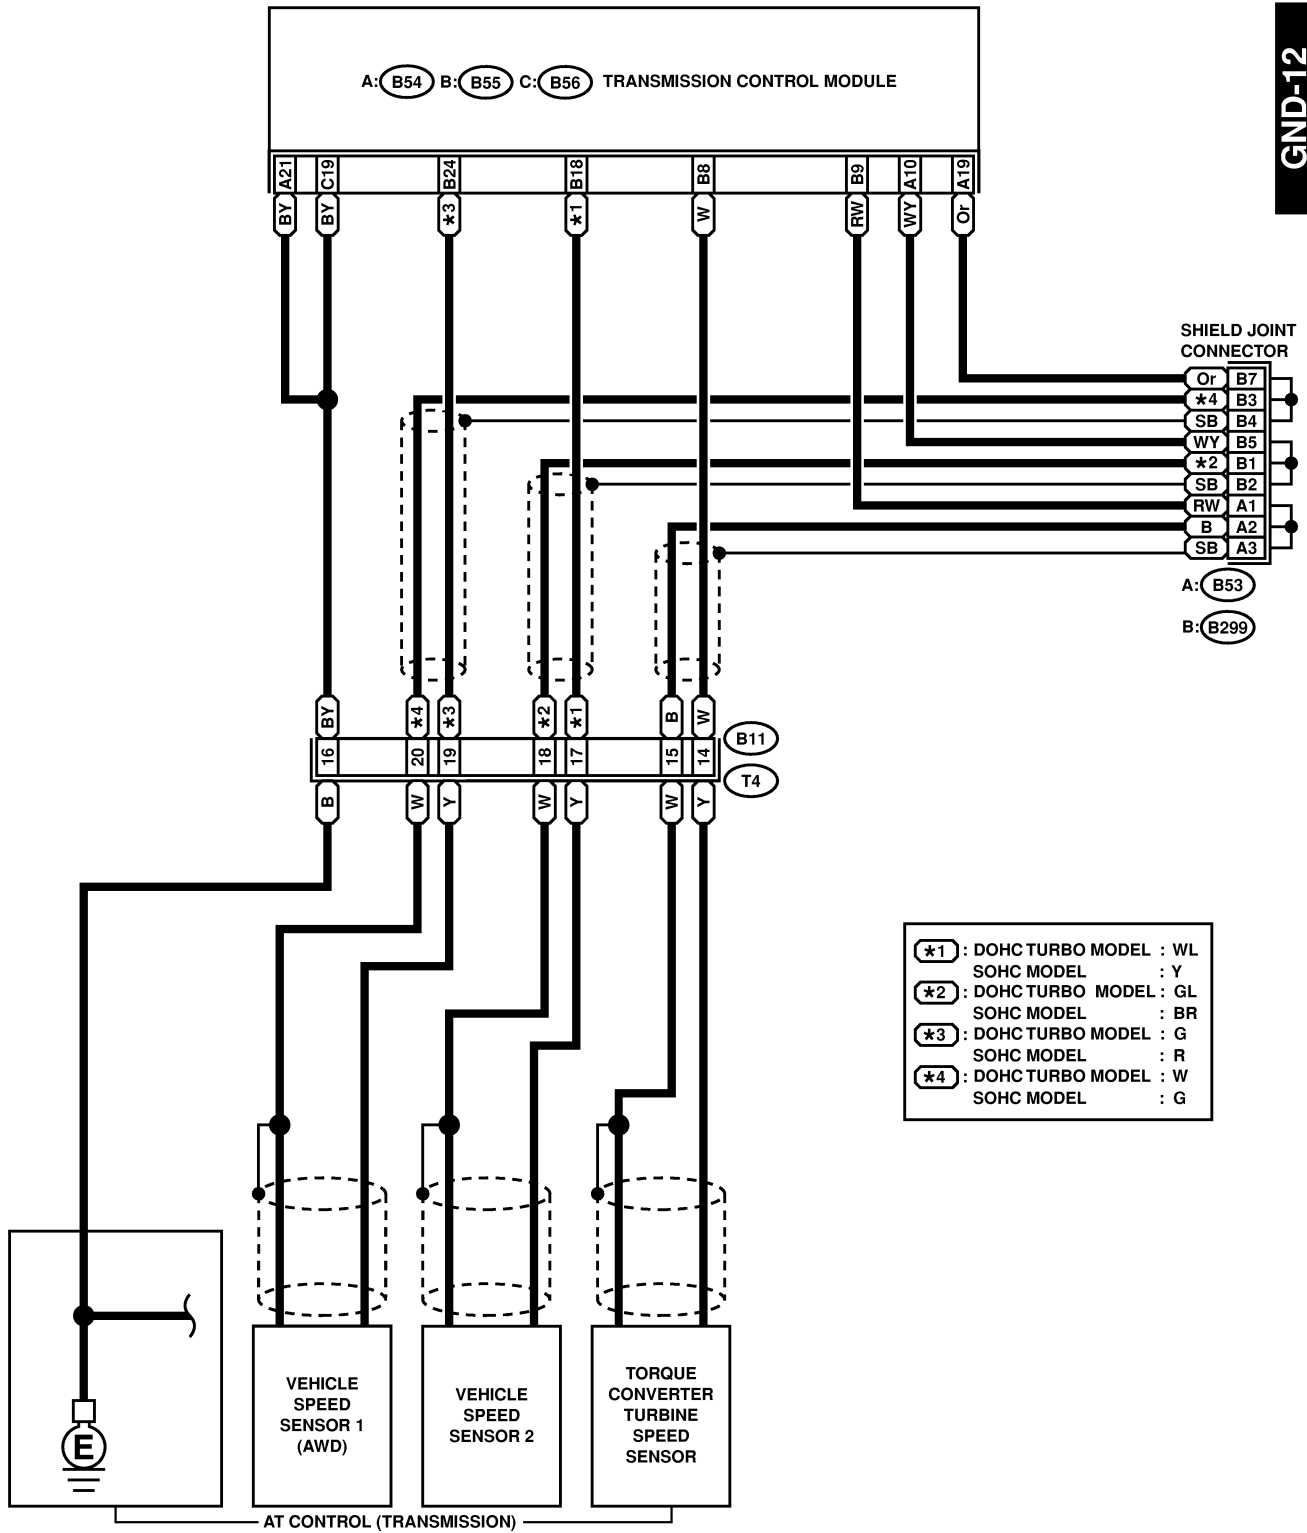 GND-12
A: B54 B: B55 C: B56 TRANSMISSION CONTROL MODULE
A21 C19 B24 B18 B8 B9 A10 A19
BY BY *3 *1 W RW WY Or
SHIELD JOINT
CONNECTOR
Or B7
*4 B3
SB B4
WY B5
*2 B1
SB B2
RW A1
B A2
SB A3
A: B53
B: B299
BY *4 *3 *2 *1 B W
B11
16 20 19 18 17 15 14
T4
B W Y W Y W Y
*1 : DOHC TURBO MODEL : WL
SOHC MODEL : Y
*2 : DOHC TURBO MODEL : GL
SOHC MODEL : BR
*3 : DOHC TURBO MODEL : G
SOHC MODEL : R
*4 : DOHC TURBO MODEL : W
SOHC MODEL : G
E
VEHICLE
SPEED
SENSOR 1
(AWD)
VEHICLE
SPEED
SENSOR 2
TORQUE
CONVERTER
TURBINE
SPEED
SENSOR
AT CONTROL (TRANSMISSION)